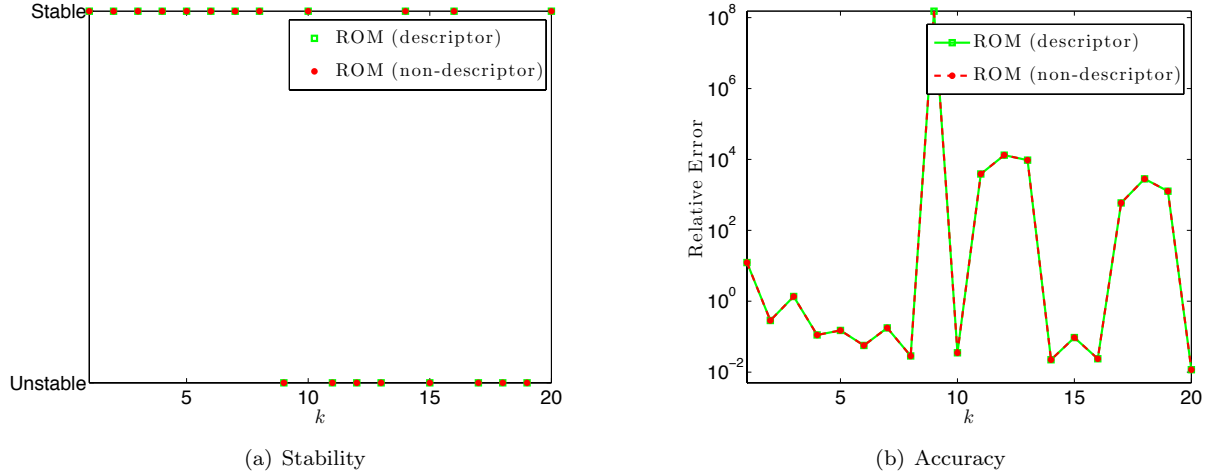 Stable
ROM (descriptor)
ROM (non-descriptor)
Unstable
5
10
15
20
k
(a) Stability
10^8
10^6
10^4
10^2
10^0
10^-2
Relative Error
ROM (descriptor)
ROM (non-descriptor)
5
10
15
20
k
(b) Accuracy